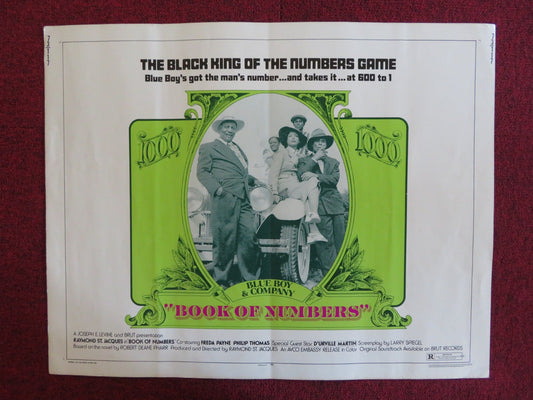 THE BLACK KING OF THE NUMBERS GAME
Blue Boy's got the man's number...and takes it...at 600 to 1
1000 1000
BLUE BOY
& COMPANY
"BOOK OF NUMBERS"
A JOSEPH E. LEVINE and BRUT presentation
RAYMOND ST. JACQUES in "BOOK OF NUMBERS" Co-starring FREDA PAYNE PHILIP THOMAS Special Guest Star D'URVILLE MARTIN Screenplay by LARRY SPIEGEL
Based on the novel by ROBERT DEANE PHARR Produced and Directed by RAYMOND ST. JACQUES An AVCO EMBASSY RELEASE in Color Original Soundtrack Available on BRUT RECORDS
R